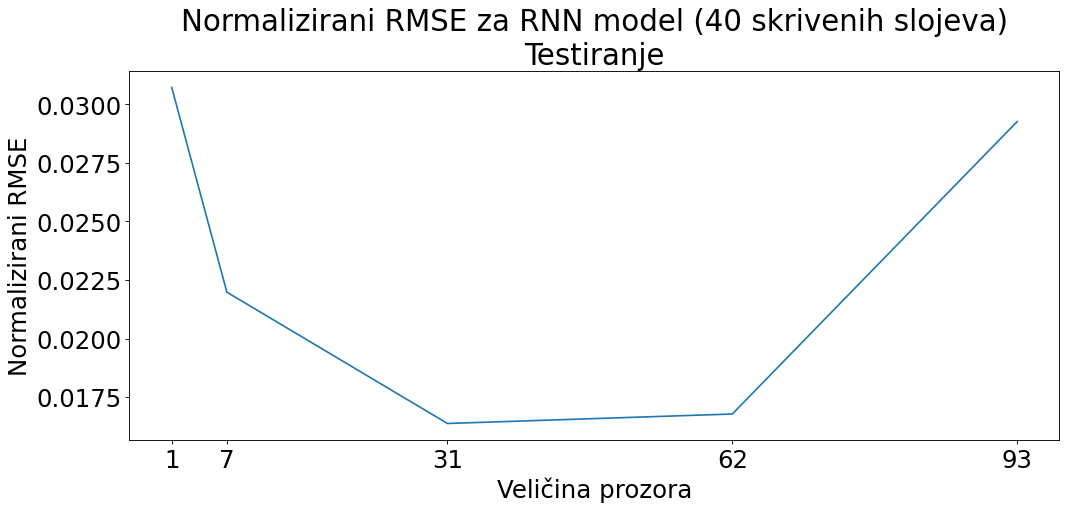 Normalizirani RMSE za RNN model (40 skrivenih slojeva)
Testiranje
Normalizirani RMSE
0.0300
0.0275
0.0250
0.0225
0.0200
0.0175
1 7 31 62 93
Veličina prozora